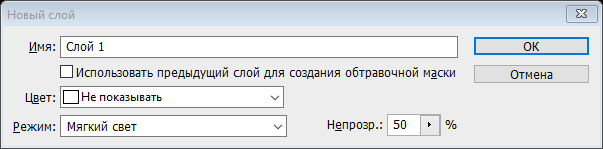 Новый слой
Имя: Слой 1 OK
Использовать предыдущий слой для создания обтравочной маски Отмена
Цвет: Не показывать
Режим: Мягкий свет Непрозр.: 50 %